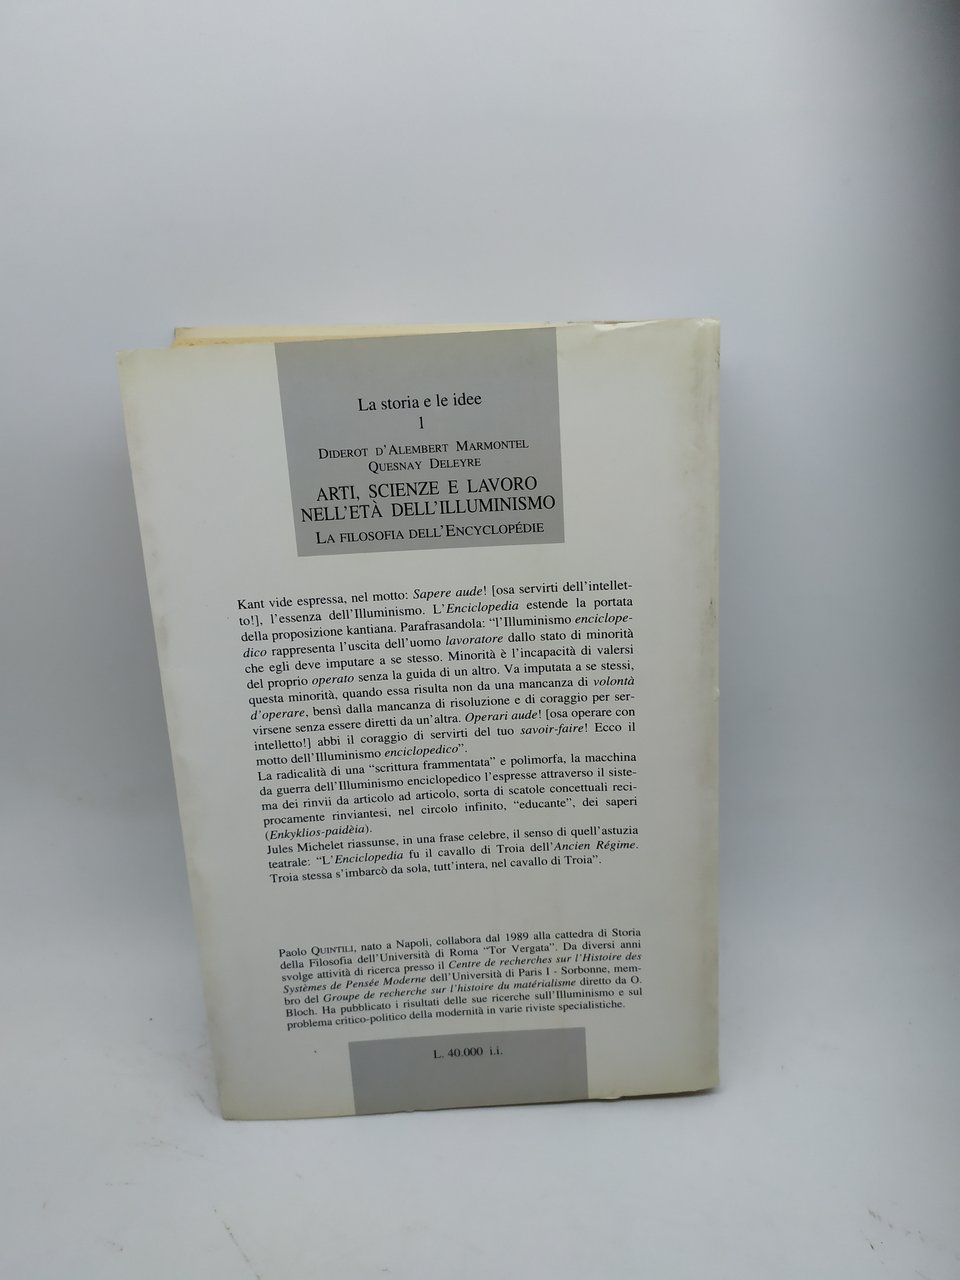 La storia e le idee
1
DIDEROT D'ALEMBERT MARMONTEL
QUESNAY DELEYRE
ARTI, SCIENZE E LAVORO
NELL'ETÀ DELL'ILLUMINISMO
LA FILOSOFIA DELL'ENCYCLOPÉDIE
Kant vide espressa, nel motto: Sapere aude! [osa servirti dell'intellet-
to!], l'essenza dell'Illuminismo. L'Enciclopedia estende la portata
della proposizione kantiana. Parafrasandola: “l'Illuminismo enciclope-
dico rappresenta l'uscita dell'uomo lavoratore dallo stato di minorità
che egli deve imputare a se stesso. Minorità è l'incapacità di valersi
del proprio operato senza la guida di un altro. Va imputata a se stessi,
questa minorità, quando essa risulta non da una mancanza di volontà
d'operare, bensì dalla mancanza di risoluzione e di coraggio per ser-
virsene senza essere diretti da un'altra. Operari aude! [osa operare con
intelletto!] abbi il coraggio di servirti del tuo savoir-faire! Ecco il
motto dell'Illuminismo enciclopedico”.
La radicalità di una “scrittura frammentata” e polimorfa, la macchina
da guerra dell'Illuminismo enciclopedico l'espresse attraverso il siste-
ma dei rinvii da articolo ad articolo, sorta di scatole concettuali reci-
procamente rinviantesi, nel circolo infinito, “educante”, dei saperi
(Enkyklios-paidèia).
Jules Michelet riassunse, in una frase celebre, il senso di quell'astuzia
teatrale: “L'Enciclopedia fu il cavallo di Troia dell'Ancien Régime.
Troia stessa s'imbarcò da sola, tutt'intera, nel cavallo di Troia”.
Paolo QUINTILI, nato a Napoli, collabora dal 1989 alla cattedra di Storia
della Filosofia dell'Università di Roma “Tor Vergata”. Da diversi anni
svolge attività di ricerca presso il Centre de recherches sur l'Histoire des
Systèmes de Pensée Moderne dell'Università di Paris I - Sorbonne, mem-
bro del Groupe de recherche sur l'histoire du matérialisme diretto da O.
Bloch. Ha pubblicato i risultati delle sue ricerche sull'Illuminismo e sul
problema critico-politico della modernità in varie riviste specialistiche.
L. 40.000 i.i.